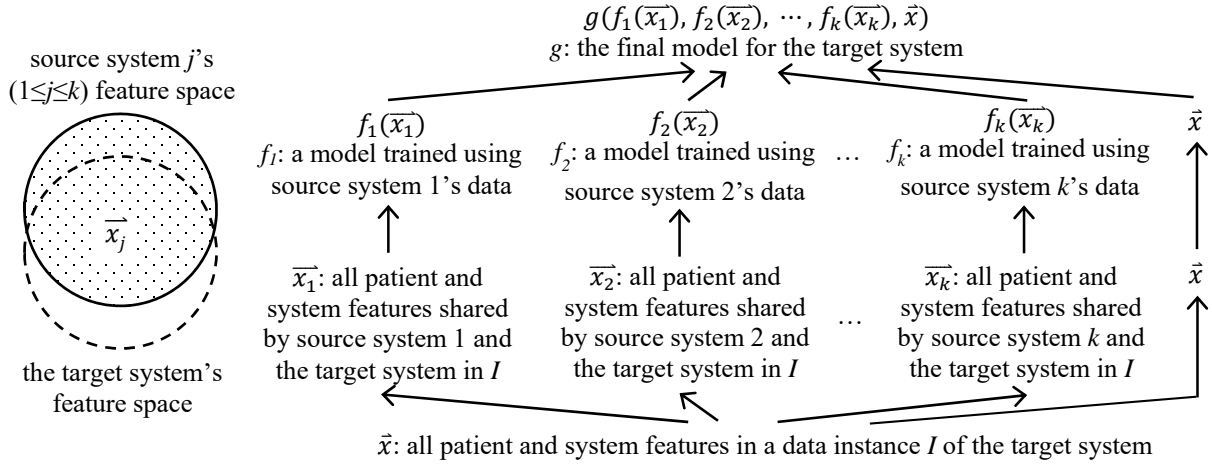 g(f₁(x₁⃗), f₂(x₂⃗), ⋯, fₖ(xₖ⃗), x⃗)
g: the final model for the target system
source system j's
(1≤j≤k) feature space
xⱼ⃗
the target system's
feature space
f₁(x₁⃗)
f₁: a model trained using
source system 1's data
f₂(x₂⃗)
f₂: a model trained using
source system 2's data
…
fₖ(xₖ⃗)
fₖ: a model trained using
source system k's data
x⃗
x₁⃗: all patient and
system features shared
by source system 1 and
the target system in I
x₂⃗: all patient and
system features shared
by source system 2 and
the target system in I
…
xₖ⃗: all patient and
system features shared
by source system k and
the target system in I
x⃗
x⃗: all patient and system features in a data instance I of the target system